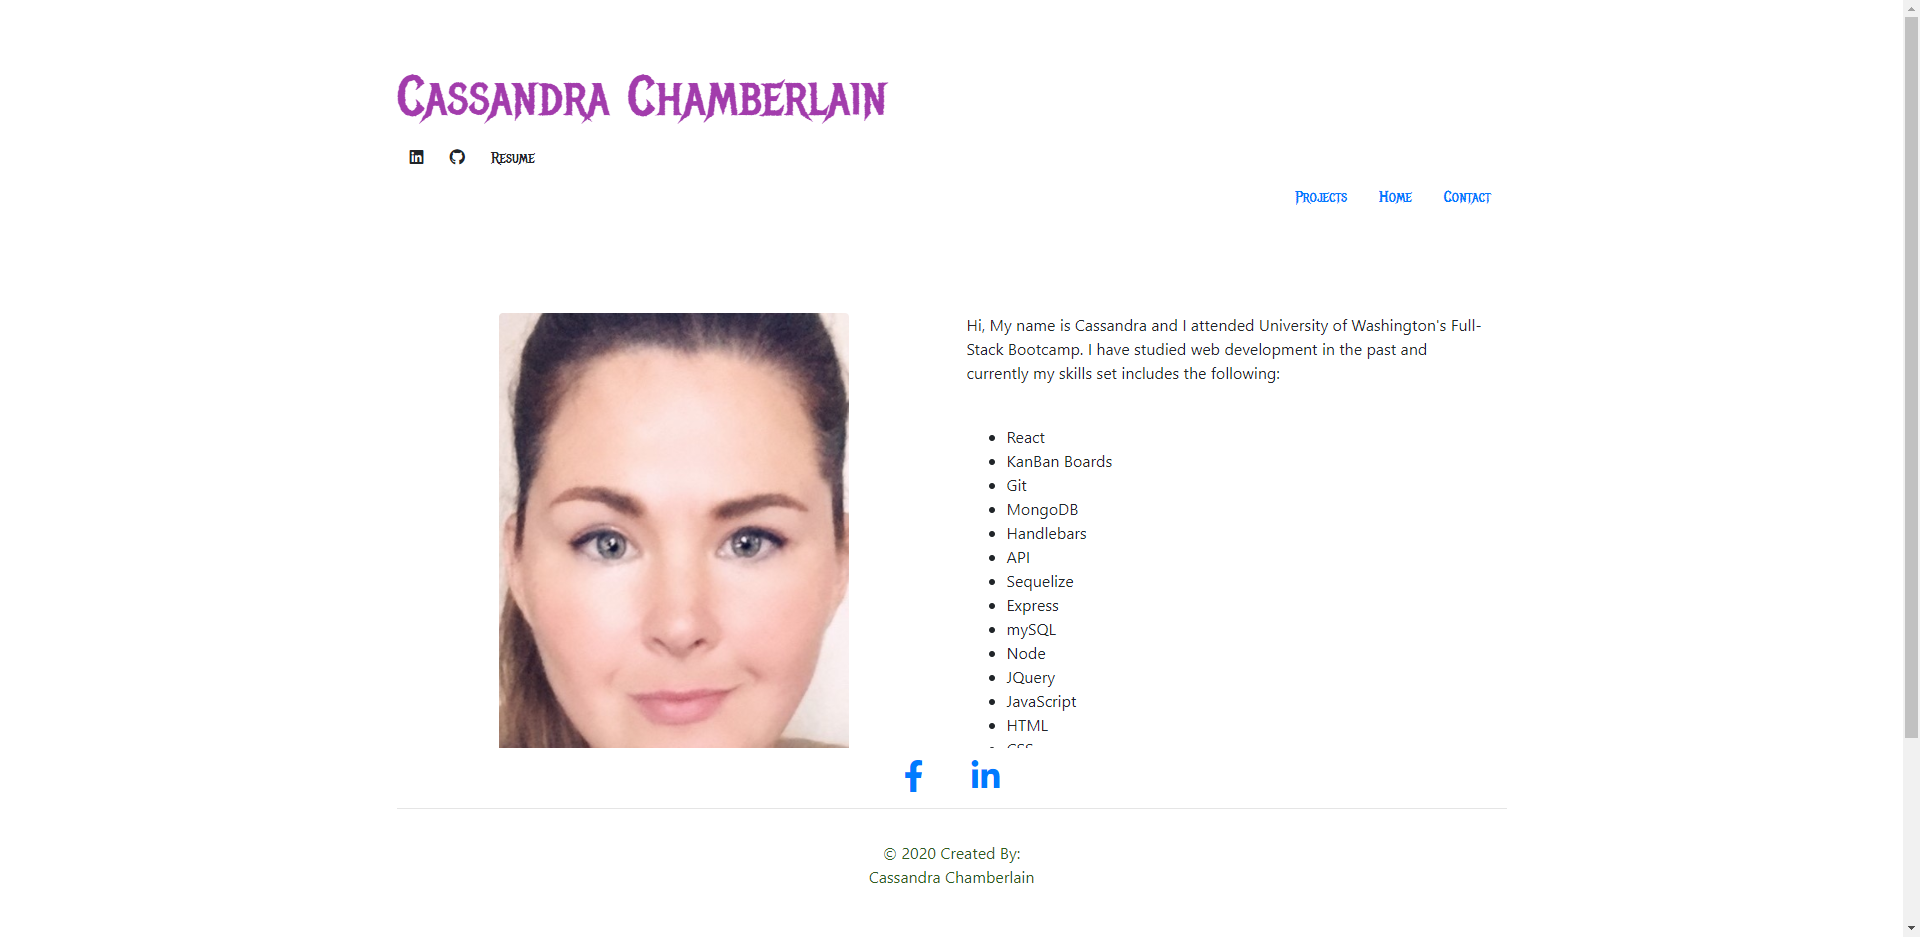 Cassandra Chamberlain
Resume
Projects Home Contact
Hi, My name is Cassandra and I attended University of Washington's Full-
Stack Bootcamp. I have studied web development in the past and
currently my skills set includes the following:
React
KanBan Boards
Git
MongoDB
Handlebars
API
Sequelize
Express
mySQL
Node
JQuery
JavaScript
HTML
CSS
© 2020 Created By:
Cassandra Chamberlain